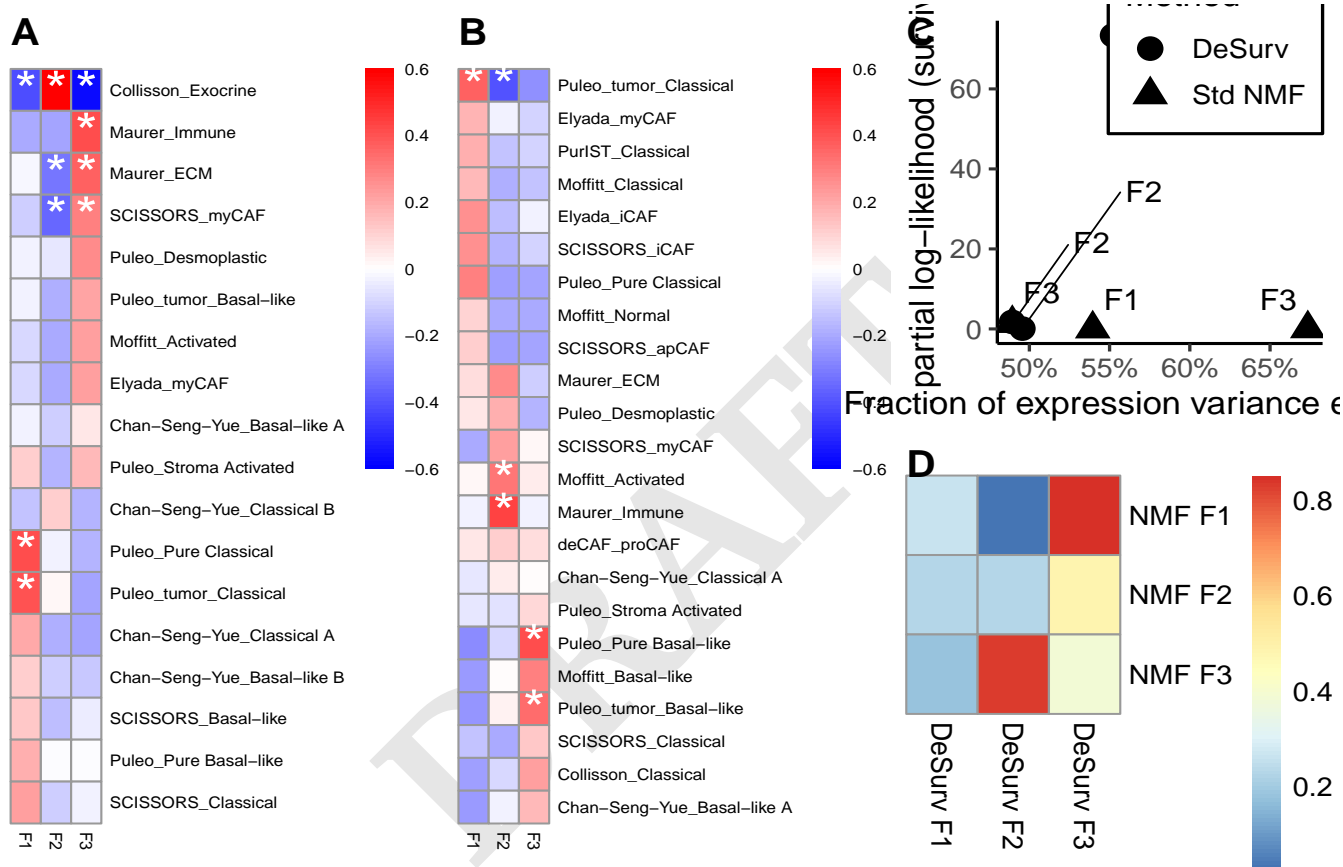 A
Collisson_Exocrine
Maurer_Immune
Maurer_ECM
SCISSORS_myCAF
Puleo_Desmoplastic
Puleo_tumor_Basal−like
Moffitt_Activated
Elyada_myCAF
Chan−Seng−Yue_Basal−like A
Puleo_Stroma Activated
Chan−Seng−Yue_Classical B
Puleo_Pure Classical
Puleo_tumor_Classical
Chan−Seng−Yue_Classical A
Chan−Seng−Yue_Basal−like B
SCISSORS_Basal−like
Puleo_Pure Basal−like
SCISSORS_Classical
F1
F2
F3
0.6
0.4
0.2
0
−0.2
−0.4
−0.6
B
Puleo_tumor_Classical
Elyada_myCAF
PurIST_Classical
Moffitt_Classical
Elyada_iCAF
SCISSORS_iCAF
Puleo_Pure Classical
Moffitt_Normal
SCISSORS_apCAF
Maurer_ECM
Puleo_Desmoplastic
SCISSORS_myCAF
Moffitt_Activated
Maurer_Immune
deCAF_proCAF
Chan−Seng−Yue_Classical A
Puleo_Stroma Activated
Puleo_Pure Basal−like
Moffitt_Basal−like
Puleo_tumor_Basal−like
SCISSORS_Classical
Collisson_Classical
Chan−Seng−Yue_Basal−like A
F1
F2
F3
0.6
0.4
0.2
0
−0.2
−0.4
−0.6
C
Method
DeSurv
Std NMF
partial log−likelihood (surviv
60
40
20
0
F2
F2
F3
F1
F3
50%
55%
60%
65%
Fraction of expression variance e
D
NMF F1
NMF F2
NMF F3
DeSurv F1
DeSurv F2
DeSurv F3
0.8
0.6
0.4
0.2
DRAFT